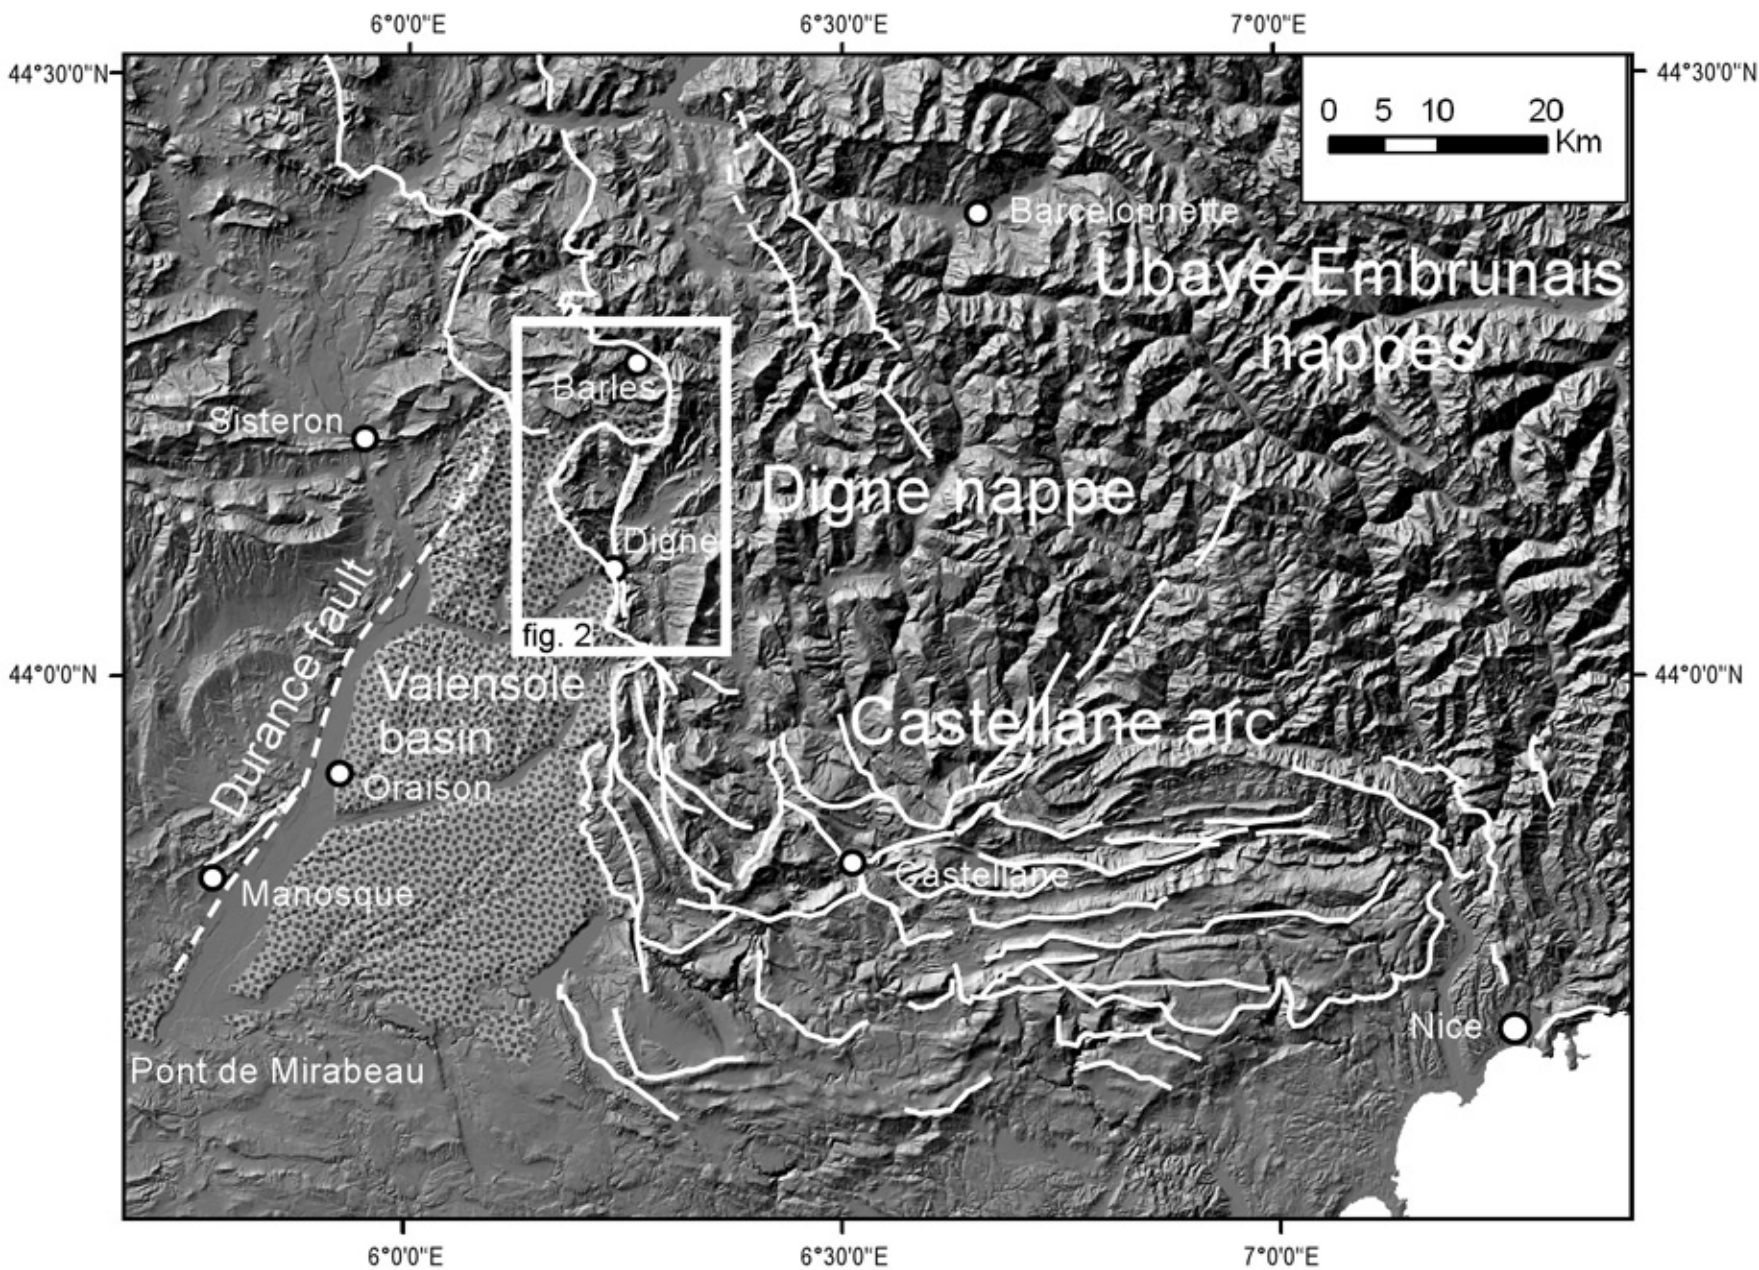 6°0'0"E 6°30'0"E 7°0'0"E
44°30'0"N 44°30'0"N
0 5 10 20
Km
Barcelonnette
Ubaye-Embrunais
nappes
Barles
Sisteron
Digne nappe
Digne
Durance fault
fig. 2
44°0'0"N 44°0'0"N
Valensole
basin
Castellane arc
Oraison
Castellane
Manosque
Nice
Pont de Mirabeau
6°0'0"E 6°30'0"E 7°0'0"E